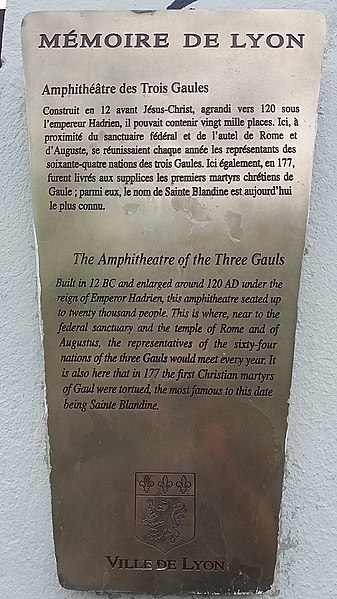 MÉMOIRE DE LYON
Amphithéâtre des Trois Gaules
Construit en 12 avant Jésus-Christ, agrandi vers 120 sous
l'empereur Hadrien, il pouvait contenir vingt mille places. Ici, à
proximité du sanctuaire fédéral et de l'autel de Rome et
d'Auguste, se réunissaient chaque année les représentants des
soixante-quatre nations des trois Gaules. Ici également, en 177,
furent livrés aux supplices les premiers martyrs chrétiens de
Gaule ; parmi eux, le nom de Sainte Blandine est aujourd'hui
le plus connu.
The Amphitheatre of the Three Gauls
Built in 12 BC and enlarged around 120 AD under the
reign of Emperor Hadrien, this amphitheatre seated up
to twenty thousand people. This is where, near to the
federal sanctuary and the temple of Rome and of
Augustus, the representatives of the sixty-four
nations of the three Gauls would meet every year. It
is also here that in 177 the first Christian martyrs
of Gaul were tortured, the most famous to this date
being Sainte Blandine.
VILLE DE LYON